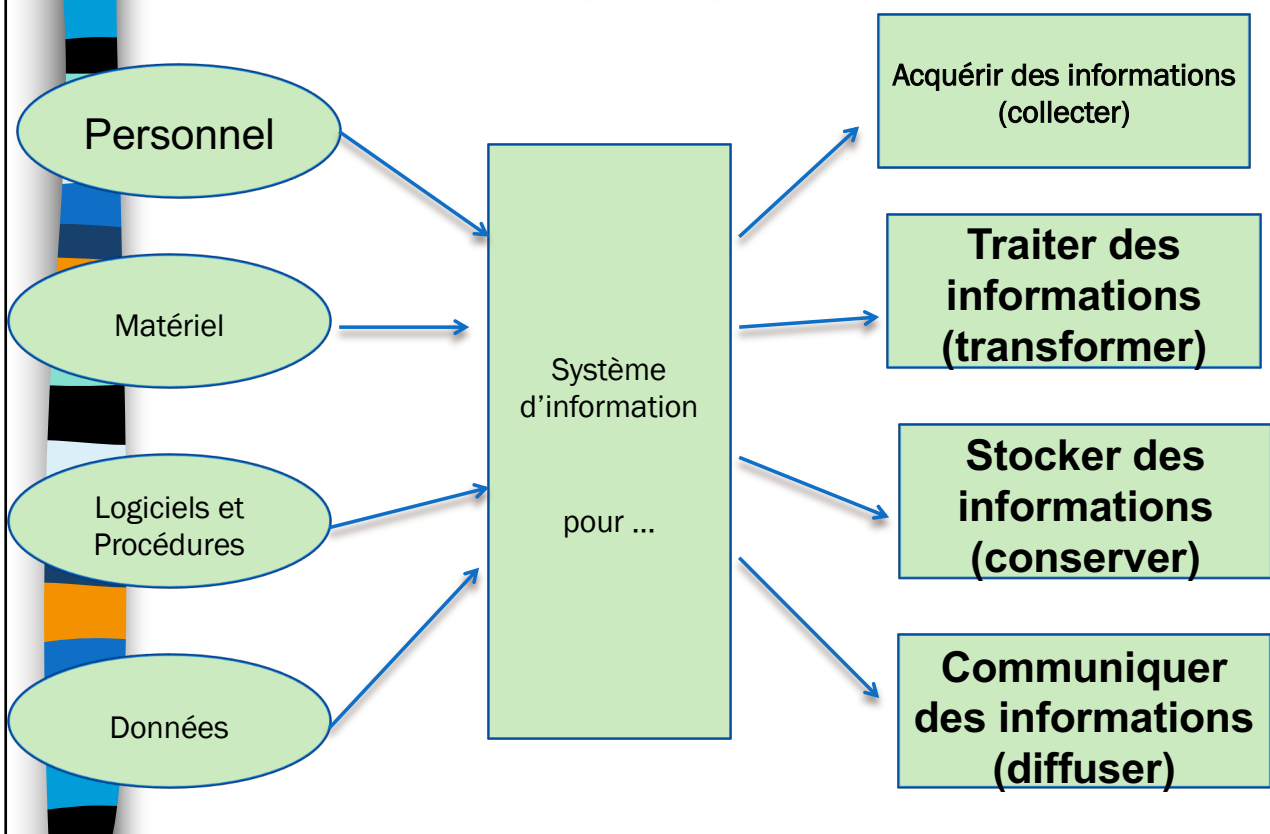 Personnel
Matériel
Logiciels et
Procédures
Données
Système
d’information
pour ...
Acquérir des informations
(collecter)
Traiter des
informations
(transformer)
Stocker des
informations
(conserver)
Communiquer
des informations
(diffuser)